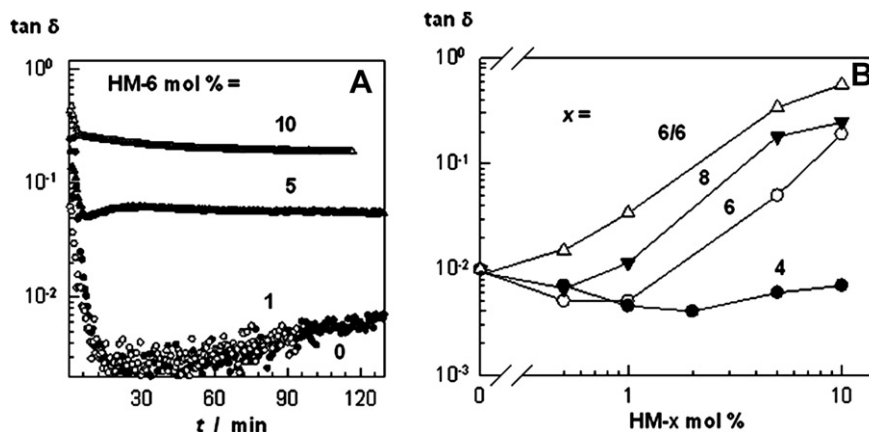 tan δ
10⁰
10⁻¹
10⁻²
HM-6 mol % =
A
10
5
1
0
30
60
90
120
t / min
tan δ
10⁰
10⁻¹
10⁻²
10⁻³
B
x =
6/6
8
6
4
0
1
10
HM-x mol %